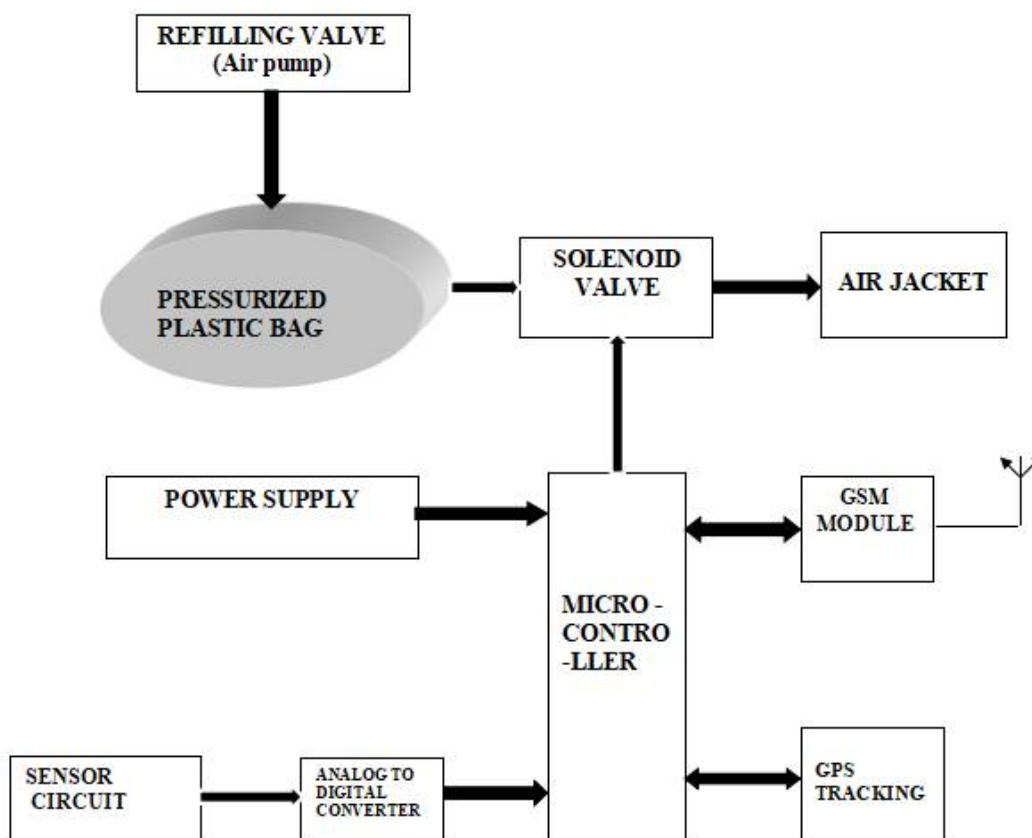 REFILLING VALVE
(Air pump)
PRESSURIZED
PLASTIC BAG
SOLENOID
VALVE
AIR JACKET
POWER SUPPLY
GSM
MODULE
MICRO -
CONTRO
-LLER
SENSOR
CIRCUIT
ANALOG TO
DIGITAL
CONVERTER
GPS
TRACKING